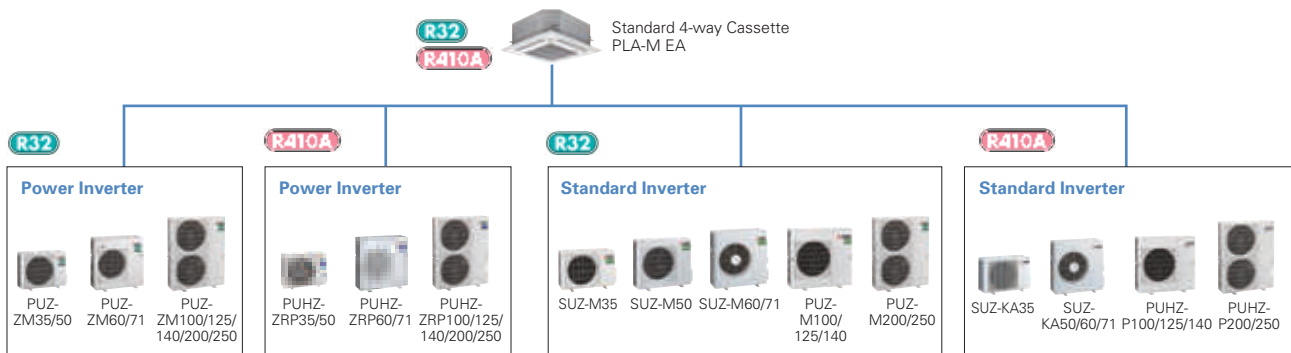 R32
R410A
Standard 4-way Cassette
PLA-M EA
R32
Power Inverter
PUZ-
ZM35/50
PUZ-
ZM60/71
PUZ-
ZM100/125/
140/200/250
R410A
Power Inverter
PUHZ-
ZRP35/50
PUHZ-
ZRP60/71
PUHZ-
ZRP100/125/
140/200/250
R32
Standard Inverter
SUZ-M35
SUZ-M50
SUZ-M60/71
PUZ-
M100/
125/140
PUZ-
M200/250
R410A
Standard Inverter
SUZ-KA35
SUZ-
KA50/60/71
PUHZ-
P100/125/140
PUHZ-
P200/250